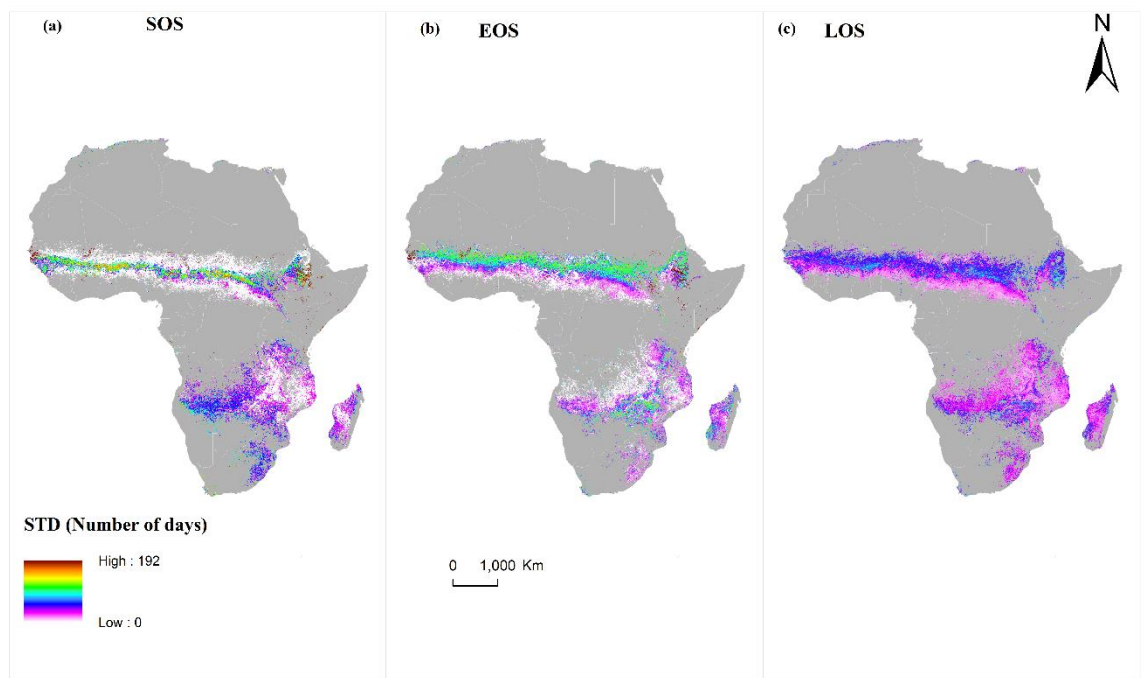 (a) SOS
(b) EOS
(c) LOS
N
STD (Number of days)
High : 192
Low : 0
0 1,000 Km